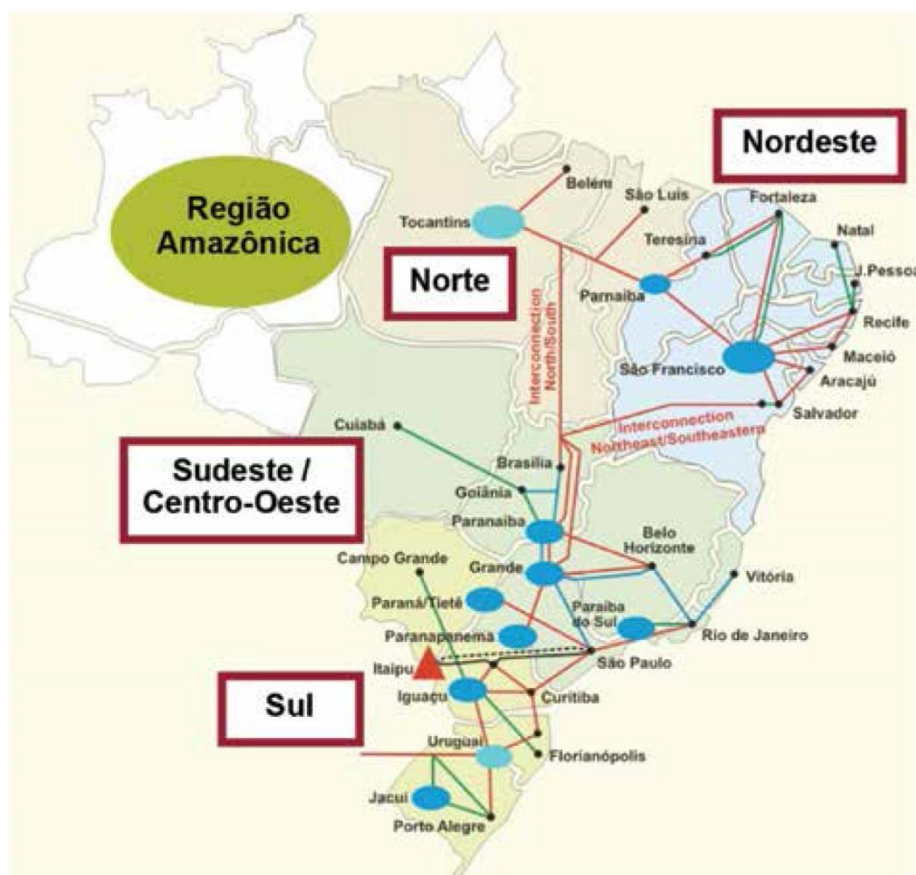 Nordeste
Região
Amazônica
Belém
São Luis
Fortaleza
Tocantins
Teresina
Natal
Norte
J.Pessoa
Parnaíba
Recife
Interconnection
North/South
São Francisco
Maceió
Aracajú
Salvador
Interconnection
Northeast/Southeastern
Cuiabá
Sudeste /
Centro-Oeste
Brasília
Goiânia
Paranaíba
Belo
Horizonte
Campo Grande
Grande
Vitória
Paraná/Tietê
Paraíba
do Sul
Paranapanema
Rio de Janeiro
Itaipu
São Paulo
Sul
Iguaçu
Curitiba
Uruguai
Florianópolis
Jacuí
Porto Alegre